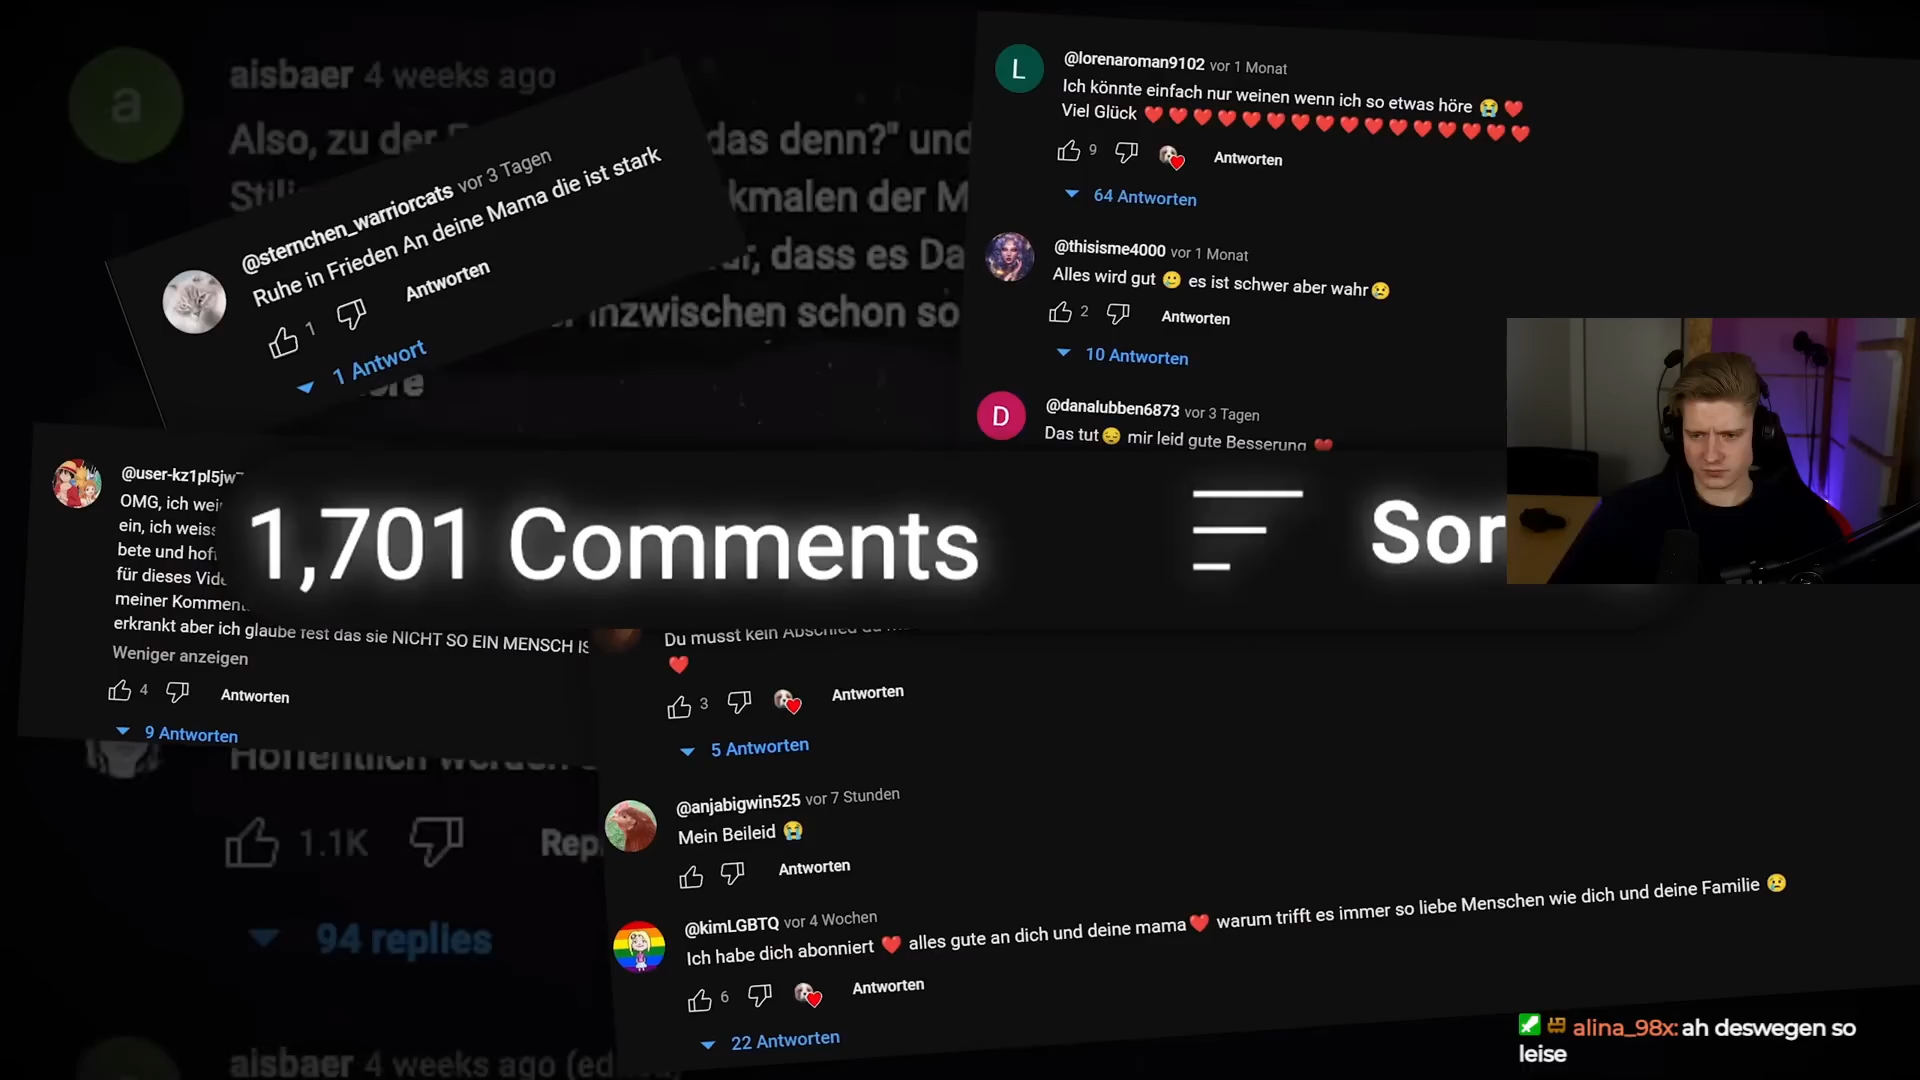 aisbaer 4 weeks ago
Also, zu der
das denn?" und
kmalen der M
dass es Da
inzwischen schon so
@sternchen_warriorcats vor 3 Tagen
Ruhe in Frieden An deine Mama die ist stark
1 Antworten
1 Antwort
L
@lorenaroman9102 vor 1 Monat
Ich könnte einfach nur weinen wenn ich so etwas höre 😭❤️
Viel Glück ❤️❤️❤️❤️❤️❤️❤️❤️❤️❤️❤️❤️❤️❤️❤️❤️
9 Antworten
64 Antworten
@thisisme4000 vor 1 Monat
Alles wird gut 🥲 es ist schwer aber wahr😢
2 Antworten
10 Antworten
D
@danalubben6873 vor 3 Tagen
Das tut😔 mir leid gute Besserung ❤️
@user-kz1pl5jw
OMG, ich
ein, ich weiss
bete und
für dieses
meiner
erkrankt aber ich glaube fest das sie NICHT SO EIN MENSCH
Weniger anzeigen
4 Antworten
9 Antworten
1,701 Comments
Sor
Du musst kein Abschied
❤️
3 Antworten
5 Antworten
Hoffentlich werden
1.1K
94 replies
@anjabigwin525 vor 7 Stunden
Mein Beileid 😭
Antworten
@kimLGBTQ vor 4 Wochen
Ich habe dich abonniert ❤️ alles gute an dich und deine mama❤️ warum trifft es immer so liebe Menschen wie dich und deine Familie 😢
6 Antworten
22 Antworten
aisbaer 4 weeks ago
alina_98x: ah deswegen so
leise